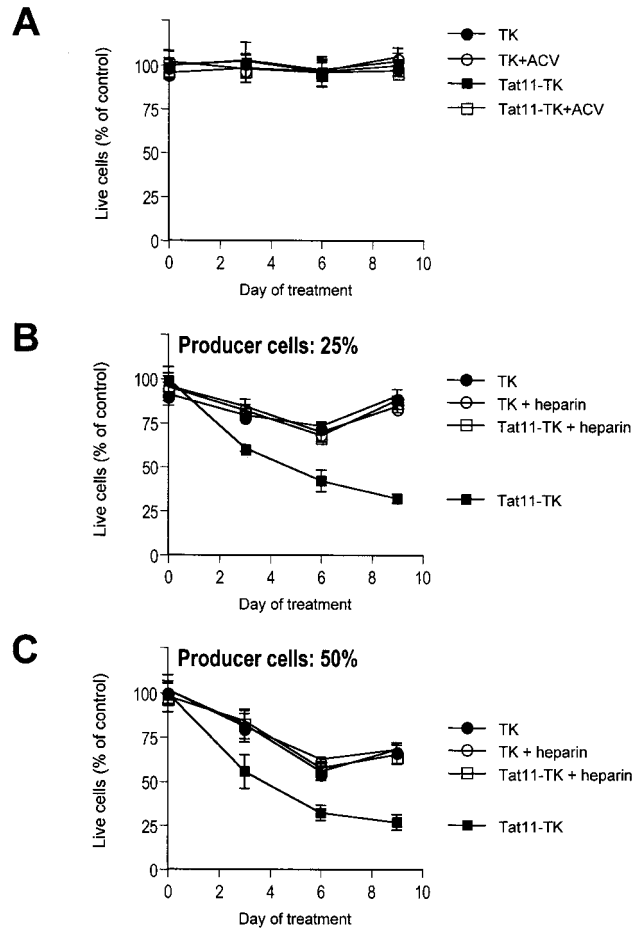 A
Live cells (% of control)
100
75
50
25
0
0 2 4 6 8 10
Day of treatment
TK
TK+ACV
Tat11-TK
Tat11-TK+ACV
B
Producer cells: 25%
Live cells (% of control)
100
75
50
25
0
0 2 4 6 8 10
Day of treatment
TK
TK + heparin
Tat11-TK + heparin
Tat11-TK
C
Producer cells: 50%
Live cells (% of control)
100
75
50
25
0
0 2 4 6 8 10
Day of treatment
TK
TK + heparin
Tat11-TK + heparin
Tat11-TK